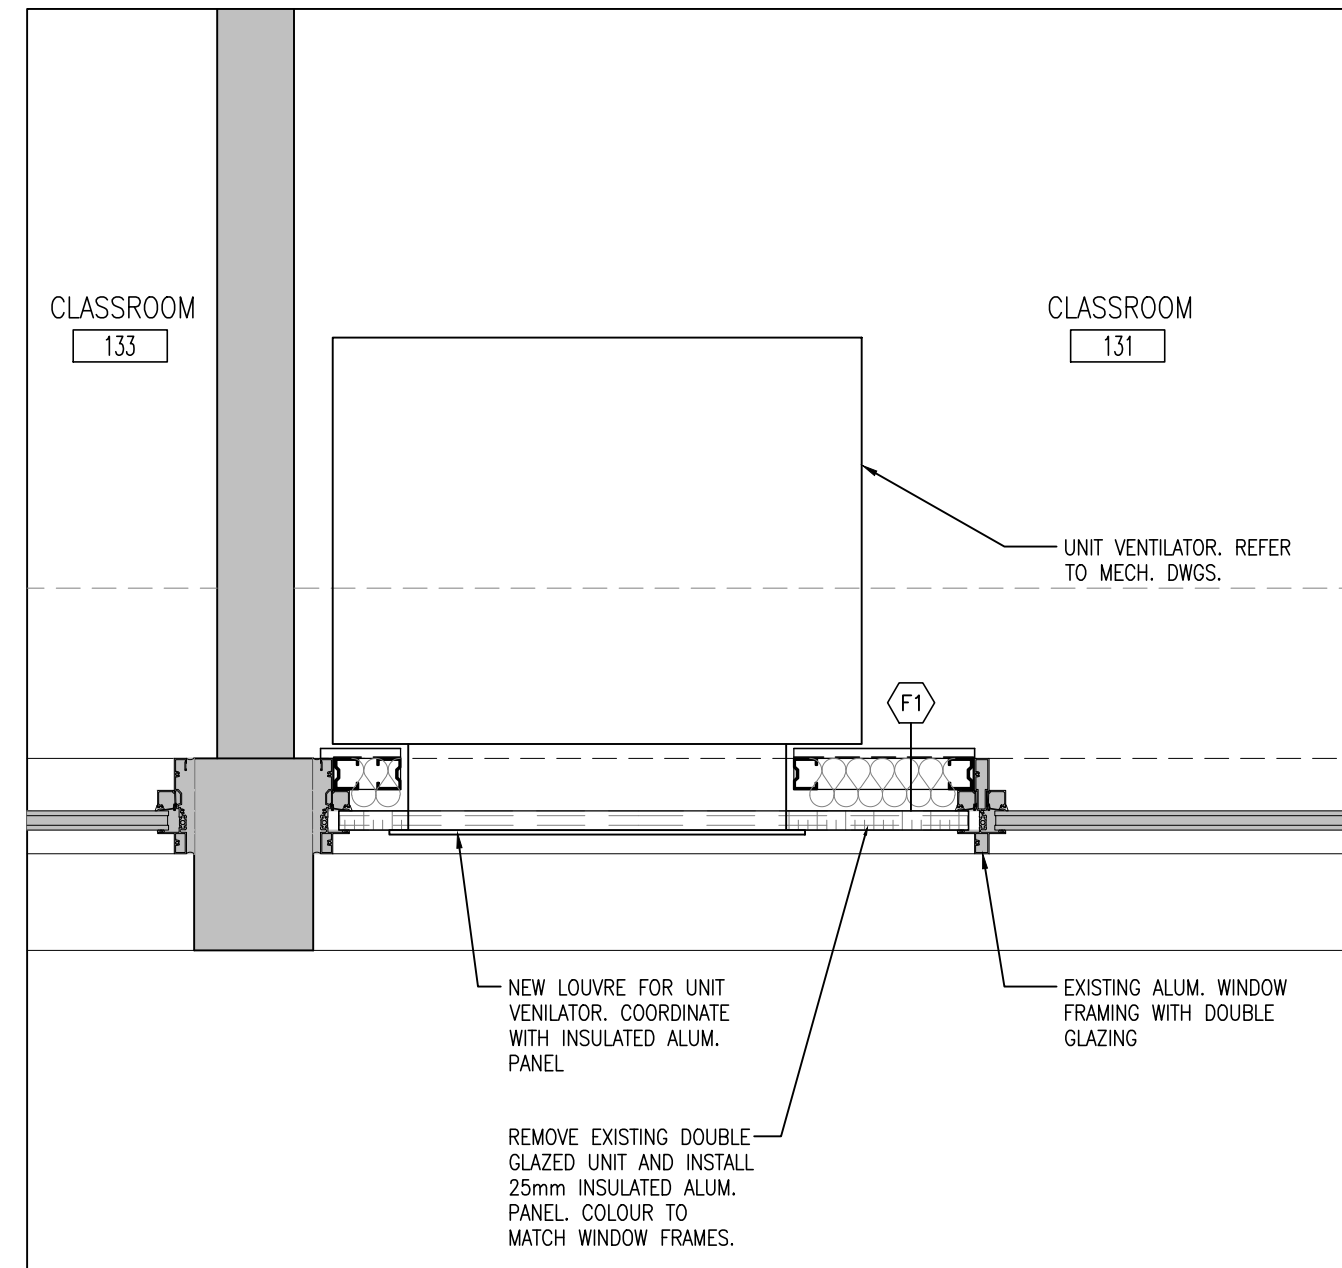 CLASSROOM
133
CLASSROOM
131
UNIT VENTILATOR. REFER
TO MECH. DWGS.
F1
NEW LOUVRE FOR UNIT
VENILATOR. COORDINATE
WITH INSULATED ALUM.
PANEL
EXISTING ALUM. WINDOW
FRAMING WITH DOUBLE
GLAZING
REMOVE EXISTING DOUBLE
GLAZED UNIT AND INSTALL
25mm INSULATED ALUM.
PANEL. COLOUR TO
MATCH WINDOW FRAMES.